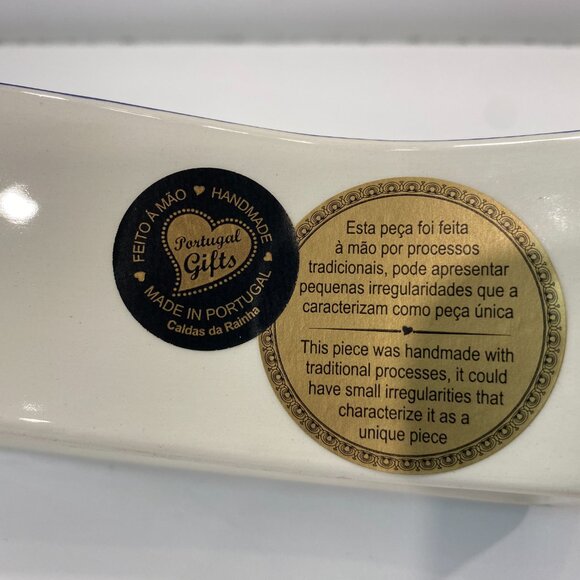 FEITO À MÃO ♥ HANDMADE ♥
Portugal
Gifts
MADE IN PORTUGAL
Caldas da Rainha
Esta peça foi feita
à mão por processos
tradicionais, pode apresentar
pequenas irregularidades que a
caracterizam como peça única
This piece was handmade with
traditional processes, it could
have small irregularities that
characterize it as a
unique piece